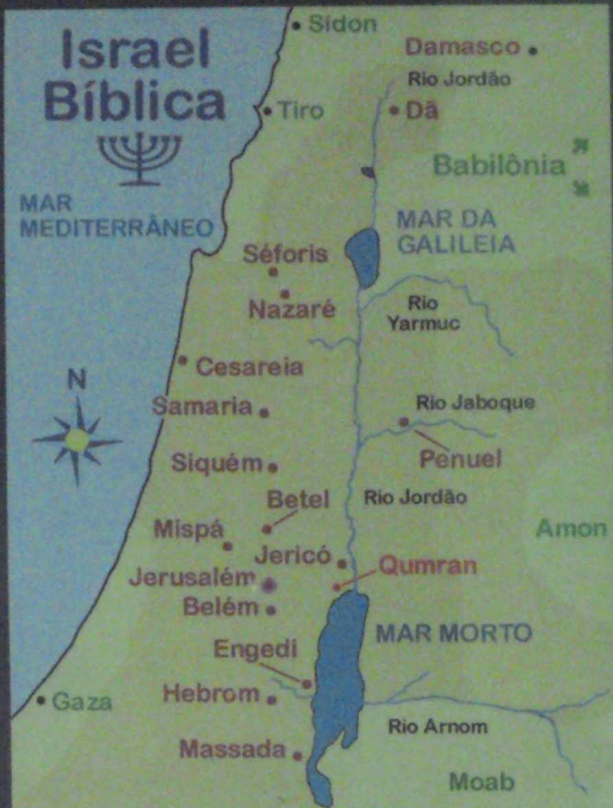 Israel
Bíblica
Sídon
Damasco
Rio Jordão
Tiro
Dã
Babilônia
MAR
MEDITERRÂNEO
MAR DA
GALILEIA
Séforis
Nazaré
Rio
Yarmuc
Cesareia
N
Samaria
Rio Jaboque
Siquém
Penuel
Betel
Rio Jordão
Mispá
Amon
Jericó
Qumran
Jerusalém
Belém
MAR MORTO
Engedi
Hebrom
Gaza
Rio Arnom
Massada
Moab